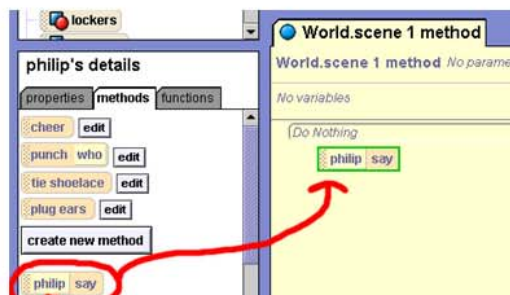 lockers
philip's details
properties methods functions
cheer edit
punch who edit
tie shoelace edit
plug ears edit
create new method
philip say
World.scene 1 method
World.scene 1 method No parame
No variables
(Do Nothing
philip say